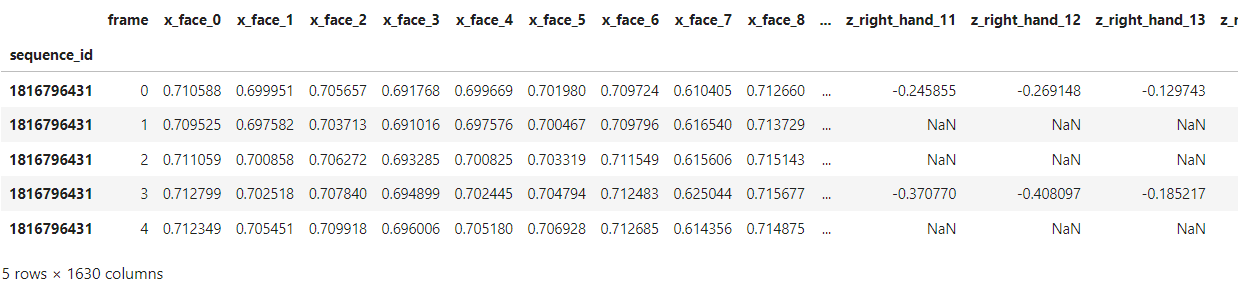 frame x_face_0 x_face_1 x_face_2 x_face_3 x_face_4 x_face_5 x_face_6 x_face_7 x_face_8 ... z_right_hand_11 z_right_hand_12 z_right_hand_13
sequence_id
1816796431 0 0.710588 0.699951 0.705657 0.691768 0.699669 0.701980 0.709724 0.610405 0.712660 ... -0.245855 -0.269148 -0.129743
1816796431 1 0.709525 0.697582 0.703713 0.691016 0.697576 0.700467 0.709796 0.616540 0.713729 ... NaN NaN NaN
1816796431 2 0.711059 0.700858 0.706272 0.693285 0.700825 0.703319 0.711549 0.615606 0.715143 ... NaN NaN NaN
1816796431 3 0.712799 0.702518 0.707840 0.694899 0.702445 0.704794 0.712483 0.625044 0.715677 ... -0.370770 -0.408097 -0.185217
1816796431 4 0.712349 0.705451 0.709918 0.696006 0.705180 0.706928 0.712685 0.614356 0.714875 ... NaN NaN NaN
5 rows × 1630 columns